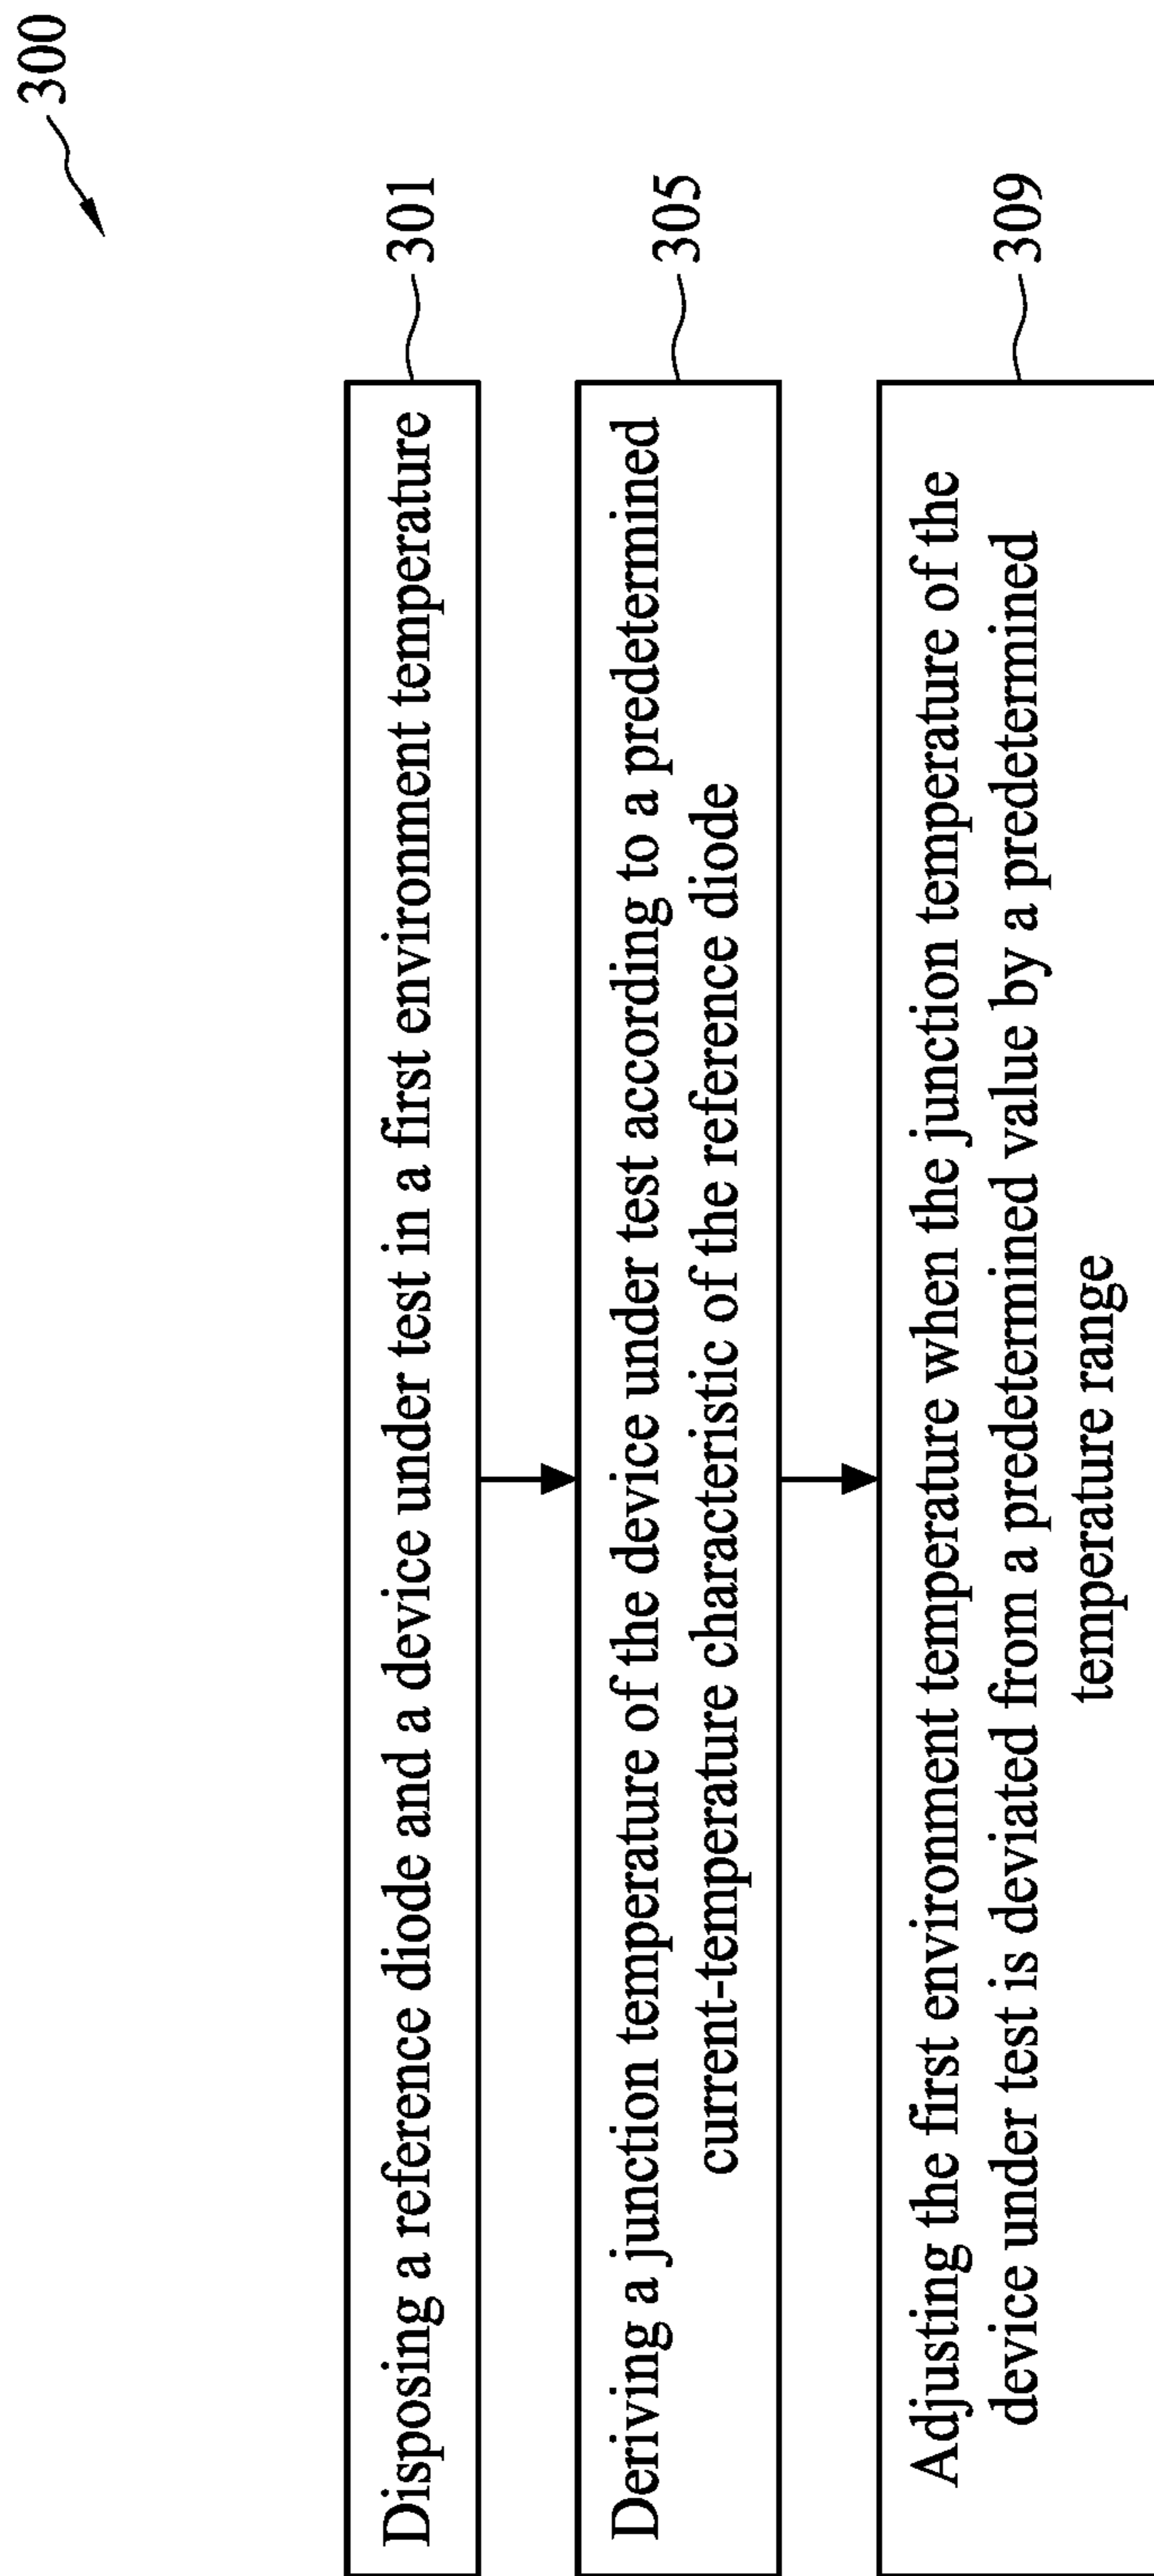 300
Disposing a reference diode and a device under test in a first environment temperature
301
Deriving a junction temperature of the device under test according to a predetermined
current-temperature characteristic of the reference diode
305
Adjusting the first environment temperature when the junction temperature of the
device under test is deviated from a predetermined value by a predetermined
temperature range
309